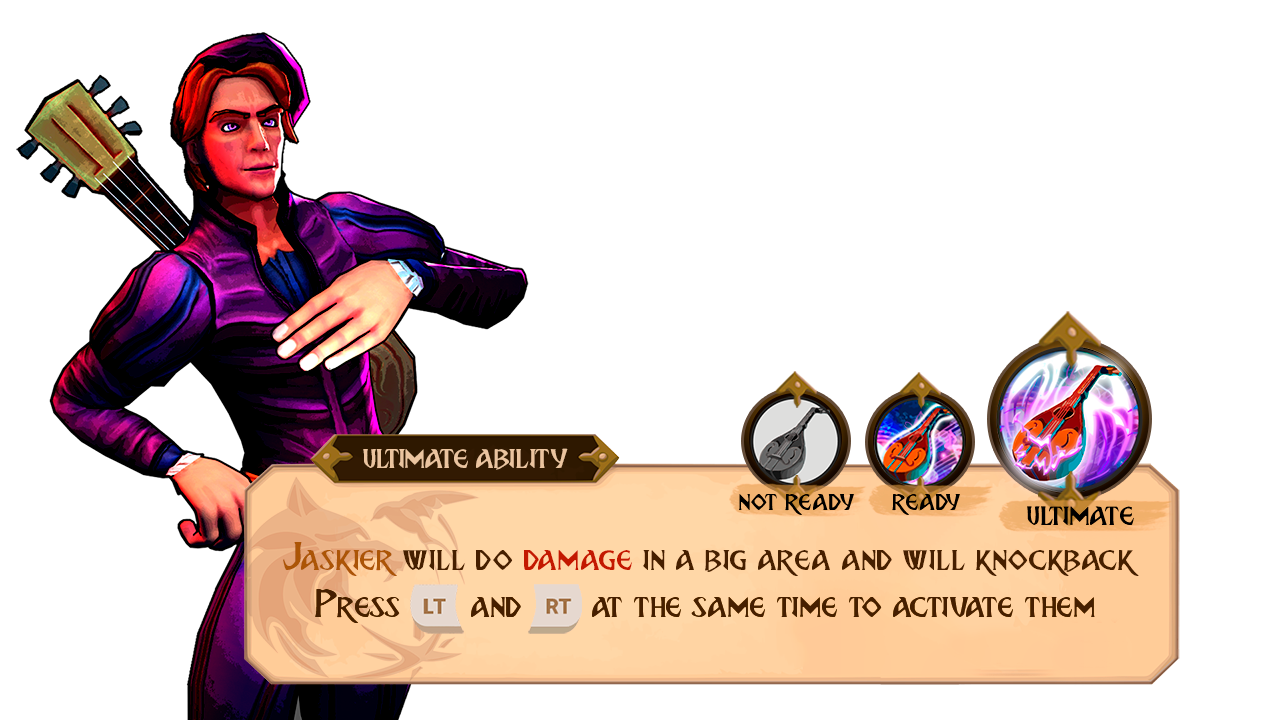 ULTIMATE ABILITY
NOT READY
READY
ULTIMATE
JASKIER WILL DO DAMAGE IN A BIG AREA AND WILL KNOCKBACK
PRESS LT AND RT AT THE SAME TIME TO ACTIVATE THEM